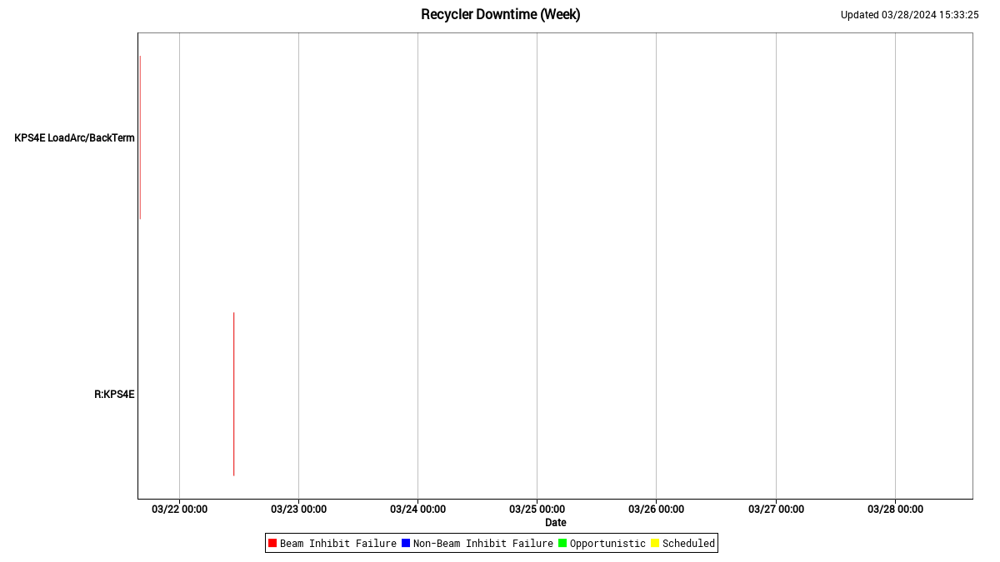 Recycler Downtime (Week)
Updated 03/28/2024 15:33:25
KPS4E LoadArc/BackTerm
R:KPS4E
03/22 00:00 03/23 00:00 03/24 00:00 03/25 00:00 03/26 00:00 03/27 00:00 03/28 00:00
Date
Beam Inhibit Failure Non-Beam Inhibit Failure Opportunistic Scheduled